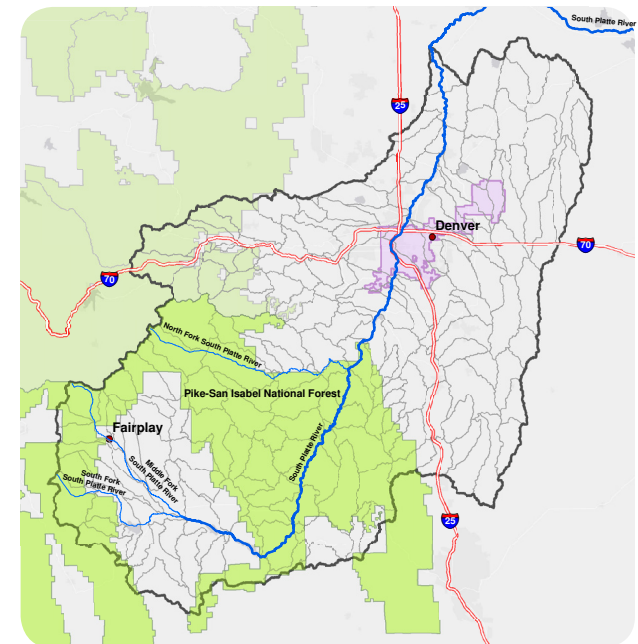 South Platte River
25
Denver
70
70
North Fork South Platte River
Pike-San Isabel National Forest
Fairplay
South Platte River
Middle Fork
South Platte River
South Fork
South Platte River
25